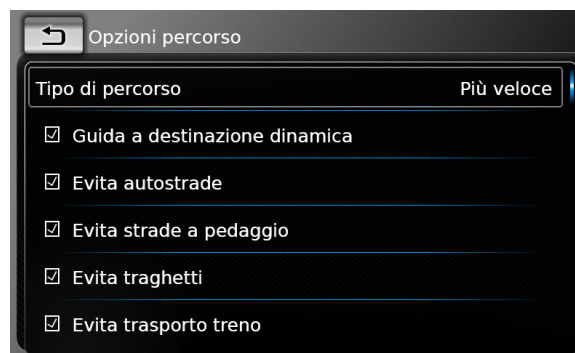 Opzioni percorso
Tipo di percorso Più veloce
Guida a destinazione dinamica
Evita autostrade
Evita strade a pedaggio
Evita traghetti
Evita trasporto treno